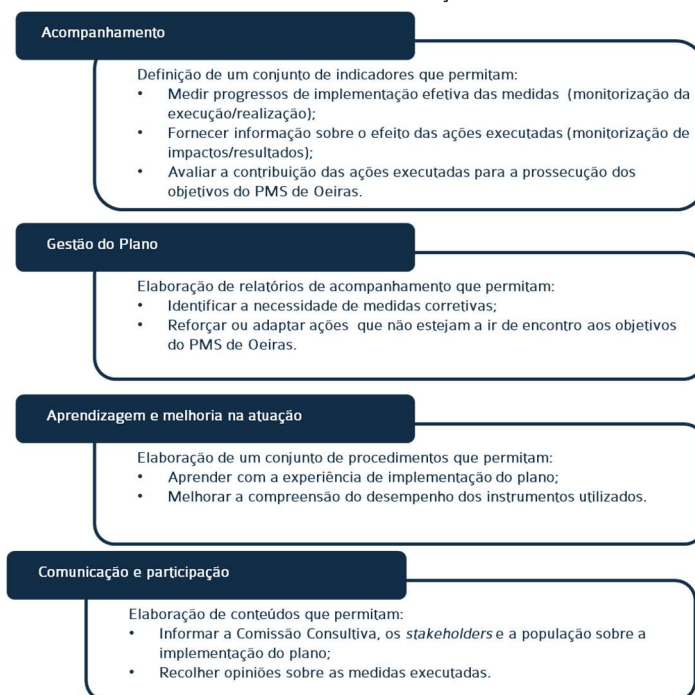 Acompanhamento
Definição de um conjunto de indicadores que permitam:
• Medir progressos de implementação efetiva das medidas (monitorização da
execução/realização);
• Fornecer informação sobre o efeito das ações executadas (monitorização de
impactos/resultados);
• Avaliar a contribuição das ações executadas para a prossecução dos
objetivos do PMS de Oeiras.
Gestão do Plano
Elaboração de relatórios de acompanhamento que permitam:
• Identificar a necessidade de medidas corretivas;
• Reforçar ou adaptar ações que não estejam a ir de encontro aos objetivos
do PMS de Oeiras.
Aprendizagem e melhoria na atuação
Elaboração de um conjunto de procedimentos que permitam:
• Aprender com a experiência de implementação do plano;
• Melhorar a compreensão do desempenho dos instrumentos utilizados.
Comunicação e participação
Elaboração de conteúdos que permitam:
• Informar a Comissão Consultiva, os stakeholders e a população sobre a
implementação do plano;
• Recolher opiniões sobre as medidas executadas.